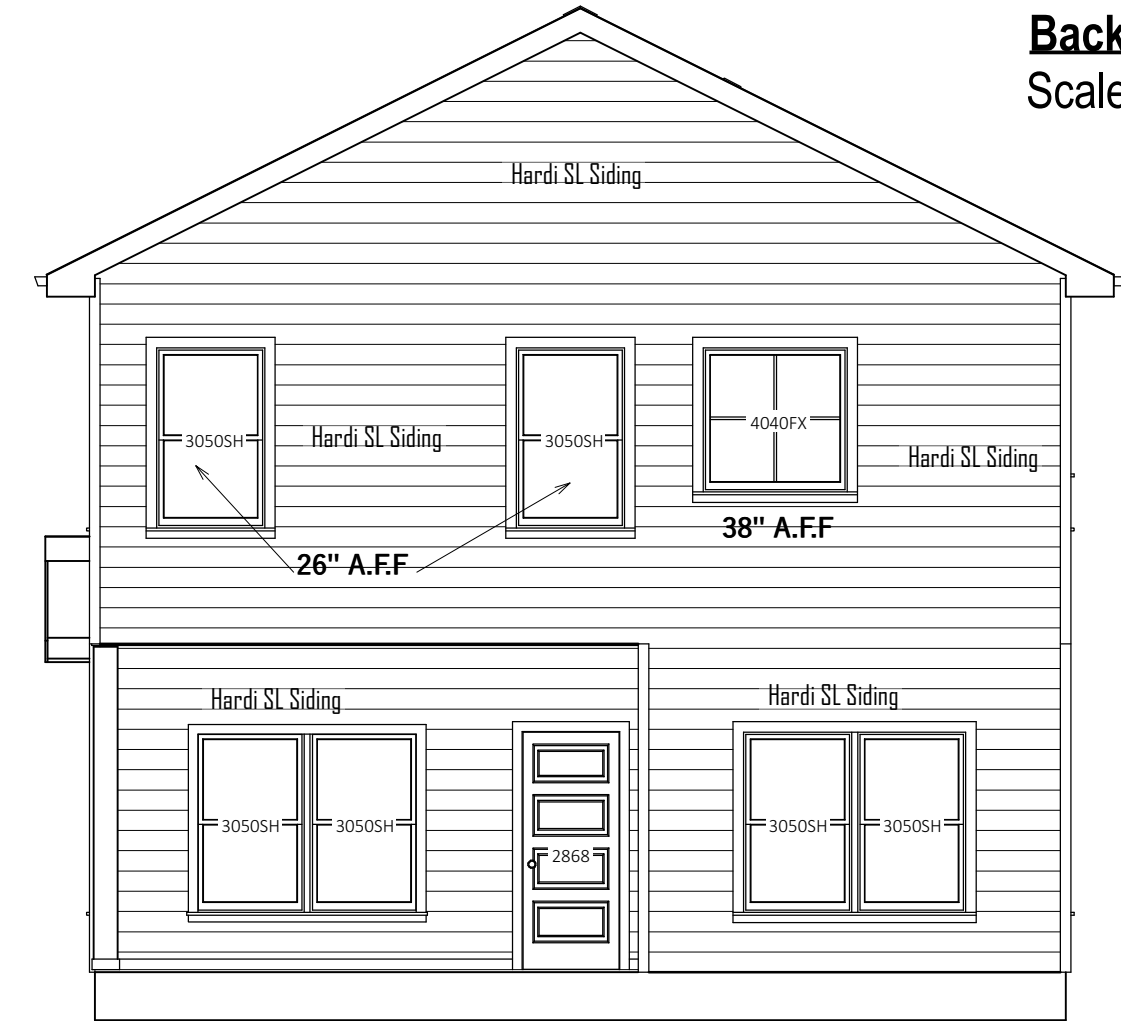 Back
Scale
Hardi SL Siding
3050SH
Hardi SL Siding
3050SH
4040FX
Hardi SL Siding
26" A.F.F
38" A.F.F
Hardi SL Siding
Hardi SL Siding
3050SH
3050SH
2868
3050SH
3050SH